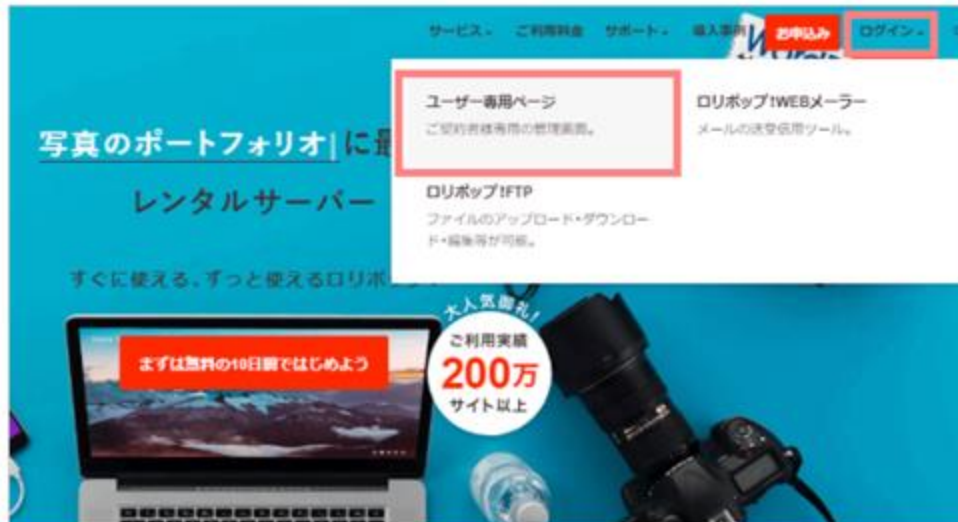 サービス
ご利用料金
サポート
導入事例
お申込み
ログイン
ユーザー専用ページ
ご契約者様専用の管理画面。
ロリポップ!WEBメーラー
メールの送受信用ツール。
ロリポップ!FTP
ファイルのアップロード・ダウンロー
ド・編集等が可能。
写真のポートフォリオ|に
レンタルサーバー
すぐに使える、ずっと使えるロリポ
まずは無料の10日間ではじめよう
大人気御礼!
ご利用実績
200万
サイト以上